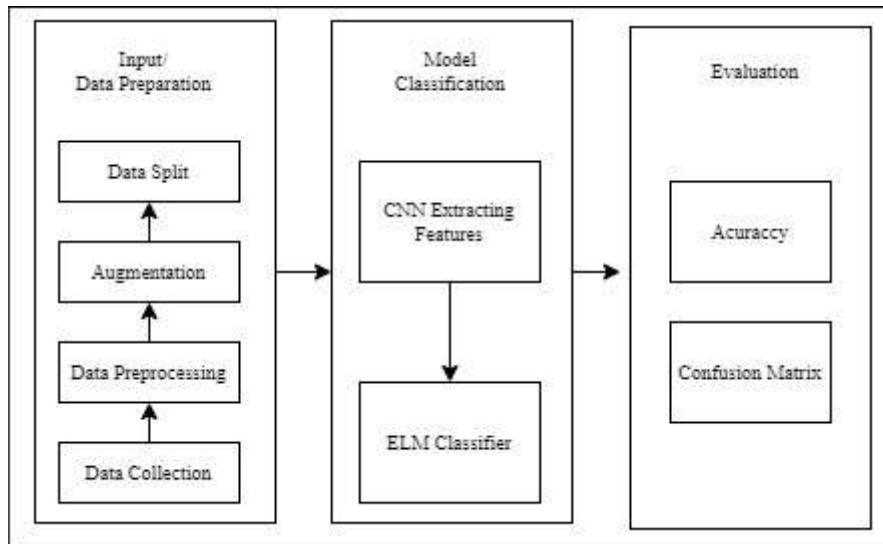 Input/
Data Preparation
Data Split
Augmentation
Data Preprocessing
Data Collection
Model
Classification
CNN Extracting
Features
ELM Classifier
Evaluation
Acuraccy
Confusion Matrix